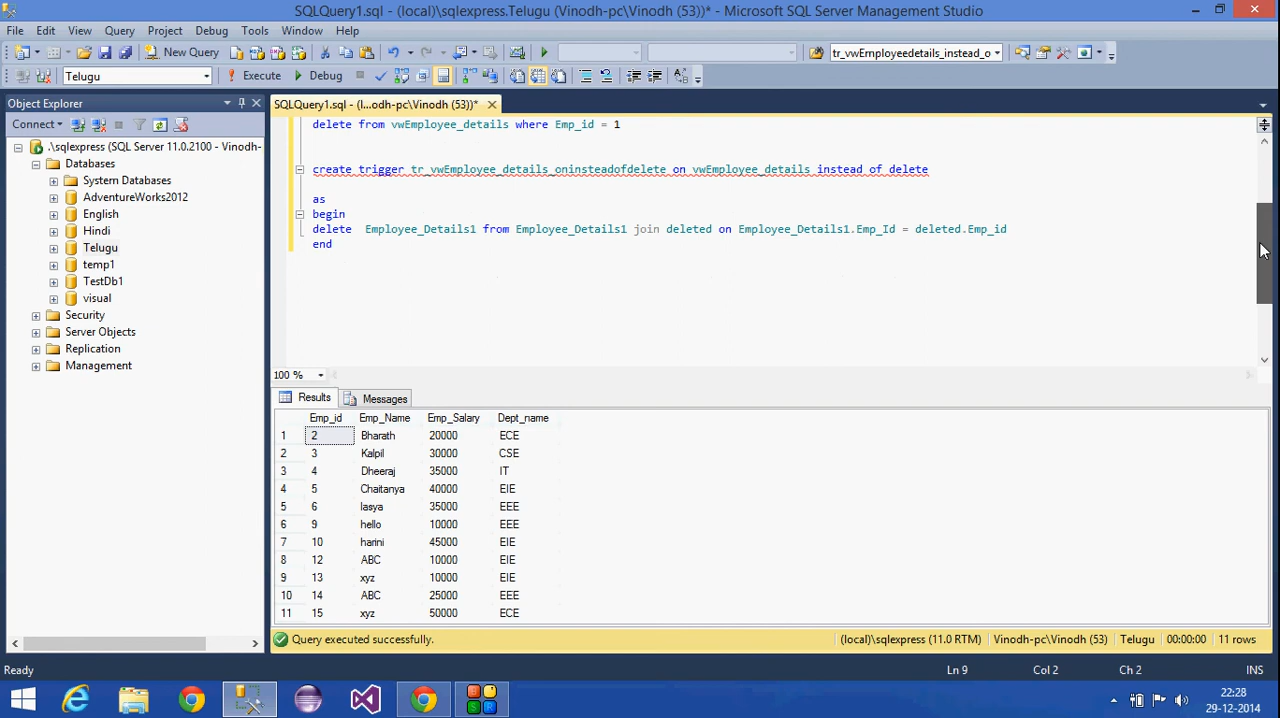 SQLQuery1.sql - (local)\sqlexpress.Telugu (Vinodh-pc\Vinodh (53))* - Microsoft SQL Server Management Studio
File Edit View Query Project Debug Tools Window Help
New Query tr_vwEmployeedetails_instead_o
Telugu Execute Debug
Object Explorer
SQLQuery1.sql - (l...odh-pc\Vinodh (53))*
Connect
.\sqlexpress (SQL Server 11.0.2100 - Vinodh-
Databases
System Databases
AdventureWorks2012
English
Hindi
Telugu
temp1
TestDb1
visual
Security
Server Objects
Replication
Management
delete from vwEmployee_details where Emp_id = 1
create trigger tr_vwEmployee_details_oninsteadofdelete on vwEmployee_details instead of delete
as
begin
delete Employee_Details1 from Employee_Details1 join deleted on Employee_Details1.Emp_Id = deleted.Emp_id
end
100 %
Results Messages
Emp_id Emp_Name Emp_Salary Dept_name
1 2 Bharath 20000 ECE
2 3 Kalpil 30000 CSE
3 4 Dheeraj 35000 IT
4 5 Chaitanya 40000 EIE
5 6 lasya 35000 EEE
6 9 hello 10000 EEE
7 10 harini 45000 EIE
8 12 ABC 10000 EIE
9 13 xyz 10000 EIE
10 14 ABC 25000 EEE
11 15 xyz 50000 ECE
Query executed successfully. (local)\sqlexpress (11.0 RTM) Vinodh-pc\Vinodh (53) Telugu 00:00:00 11 rows
Ready Ln 9 Col 2 Ch 2 INS
22:28
29-12-2014